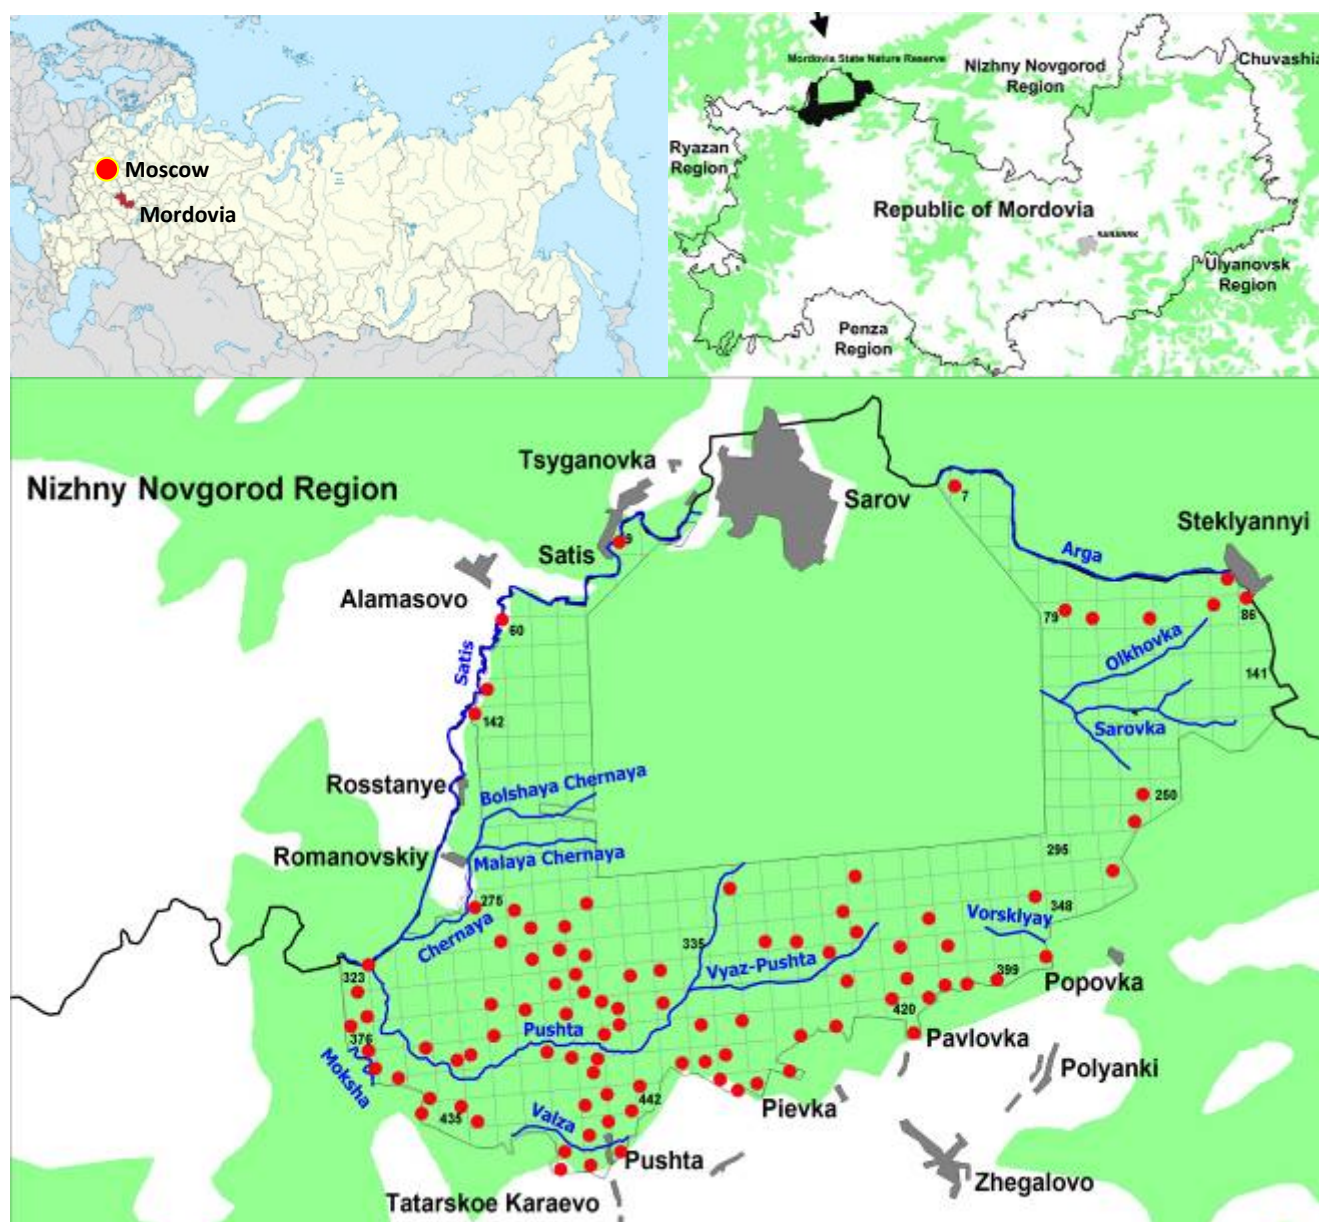 Moscow
Mordovia
Mordovia State Nature Reserve
Nizhny Novgorod
Region
Chuvashia
Ryazan
Region
Republic of Mordovia
SARANSK
Ulyanovsk
Region
Penza
Region
Tsyganovka
Nizhny Novgorod Region
Sarov
7
Steklyannyi
9
Satis
Arga
Alamasovo
79
86
60
Olkhovka
Satis
141
142
Sarovka
Rosstanye
Bolshaya Chernaya
250
Romanovskiy
Malaya Chernaya
295
275
348
Chernaya
Vorsklyay
335
323
Vyaz-Pushta
399
Popovka
420
Pushta
376
Pavlovka
Moksha
Polyanki
442
Pievka
435
Valza
Pushta
Zhegalovo
Tatarskoe Karaevo